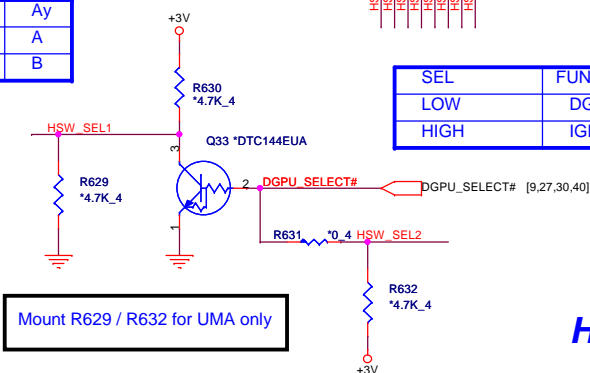 Ay
A
B
+3V
R630
*4.7K_4
HSW_SEL1
3
Q33 *DTC144EUA
R629
*4.7K_4
2
DGPU_SELECT#
DGPU_SELECT# [9,27,30,40]
1
R631
*0_4
HSW_SEL2
R632
*4.7K_4
+3V
SEL
FUN
LOW
DG
HIGH
IG
Mount R629 / R632 for UMA only
H